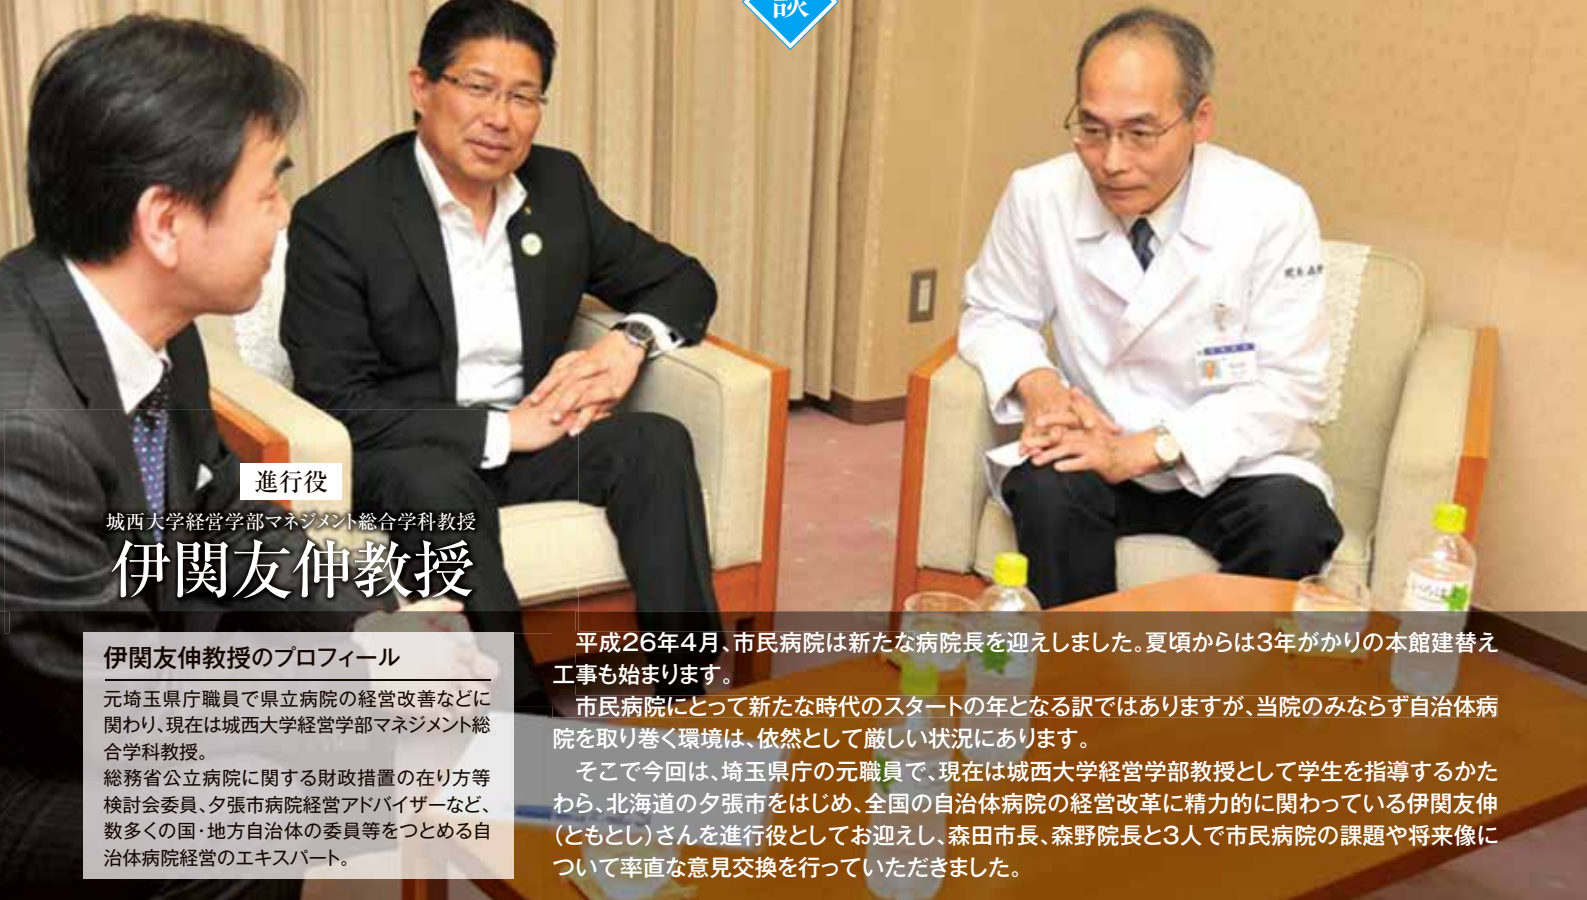 談
進行役
城西大学経営学部マネジメント総合学科教授
伊関友伸教授
伊関友伸教授のプロフィール
元埼玉県庁職員で県立病院の経営改善などに
関わり、現在は城西大学経営学部マネジメント総
合学科教授。
総務省公立病院に関する財政措置の在り方等
検討会委員、夕張市病院経営アドバイザーなど、
数多くの国・地方自治体の委員等をつとめる自
治体病院経営のエキスパート。
平成26年4月、市民病院は新たな病院長を迎えしました。夏頃からは3年がかりの本館建替え
工事も始まります。
市民病院にとって新たな時代のスタートの年となる訳ではありますが、当院のみならず自治体病
院を取り巻く環境は、依然として厳しい状況にあります。
そこで今回は、埼玉県庁の元職員で、現在は城西大学経営学部教授として学生を指導するかた
わら、北海道の夕張市をはじめ、全国の自治体病院の経営改革に精力的に関わっている伊関友伸
（ともとし）さんを進行役としてお迎えし、森田市長、森野院長と3人で市民病院の課題や将来像に
ついて率直な意見交換を行っていただきました。